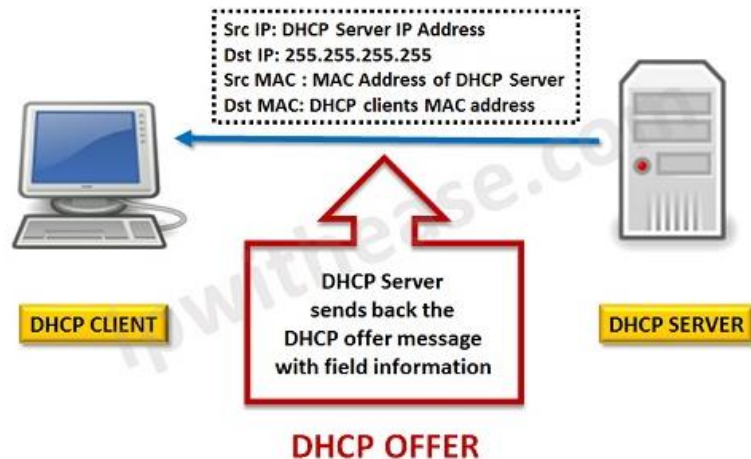 Src IP: DHCP Server IP Address
Dst IP: 255.255.255.255
Src MAC : MAC Address of DHCP Server
Dst MAC: DHCP clients MAC address
ipwithease.com
DHCP Server
sends back the
DHCP offer message
with field information
DHCP CLIENT
DHCP SERVER
DHCP OFFER